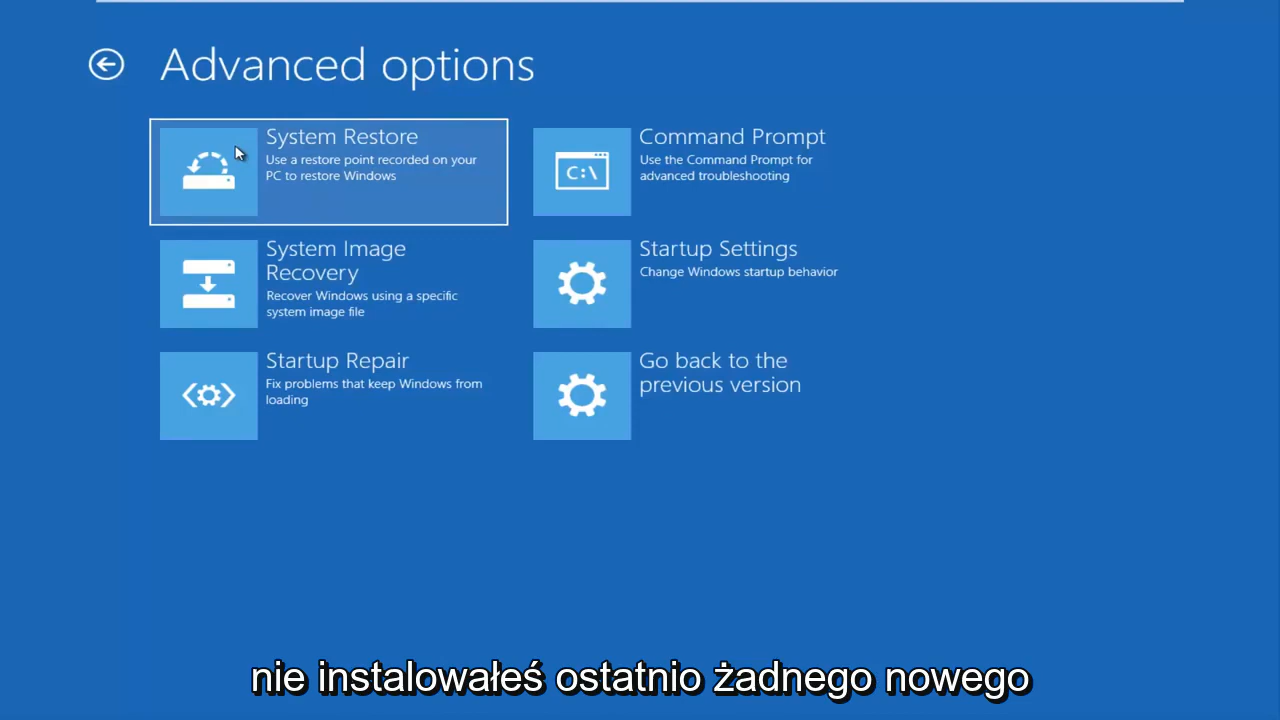 Advanced options
System Restore
Use a restore point recorded on your
PC to restore Windows
Command Prompt
Use the Command Prompt for
advanced troubleshooting
C:\
System Image
Recovery
Recover Windows using a specific
system image file
Startup Settings
Change Windows startup behavior
Startup Repair
Fix problems that keep Windows from
loading
Go back to the
previous version
nie instalowałeś ostatnio żadnego nowego